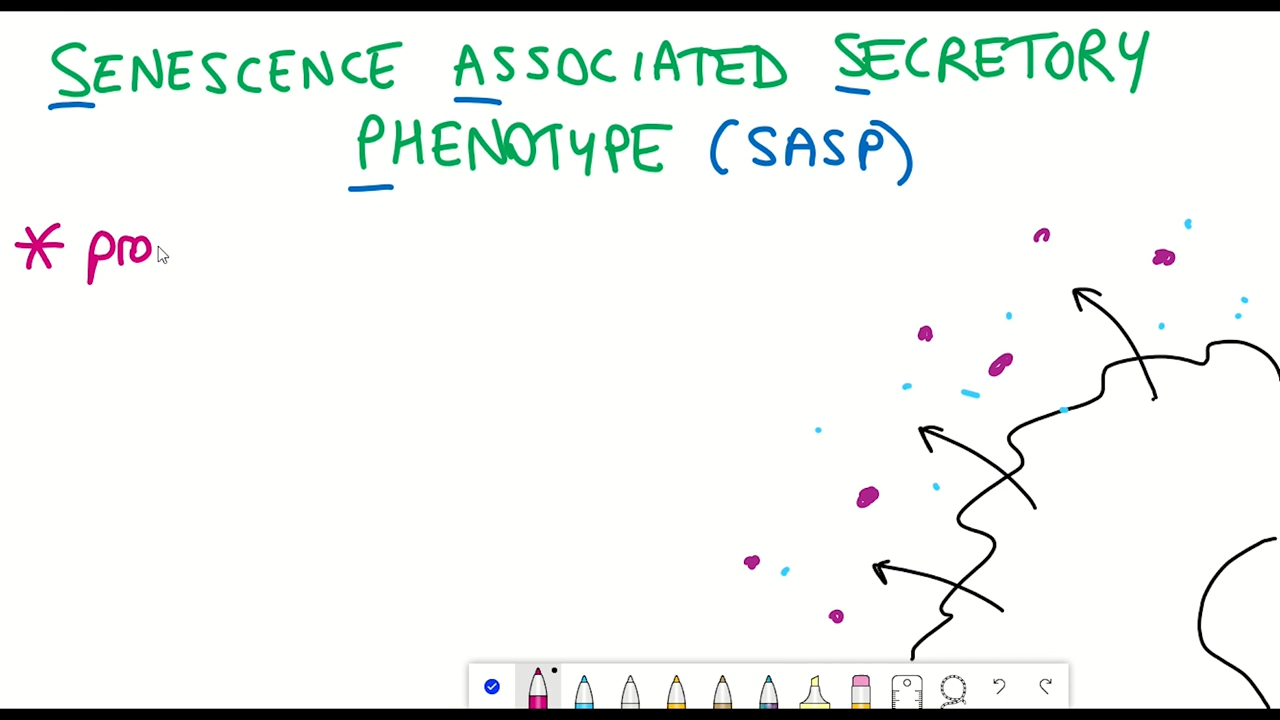 SENESCENCE ASSOCIATED SECRETORY
PHENOTYPE (SASP)
* pro